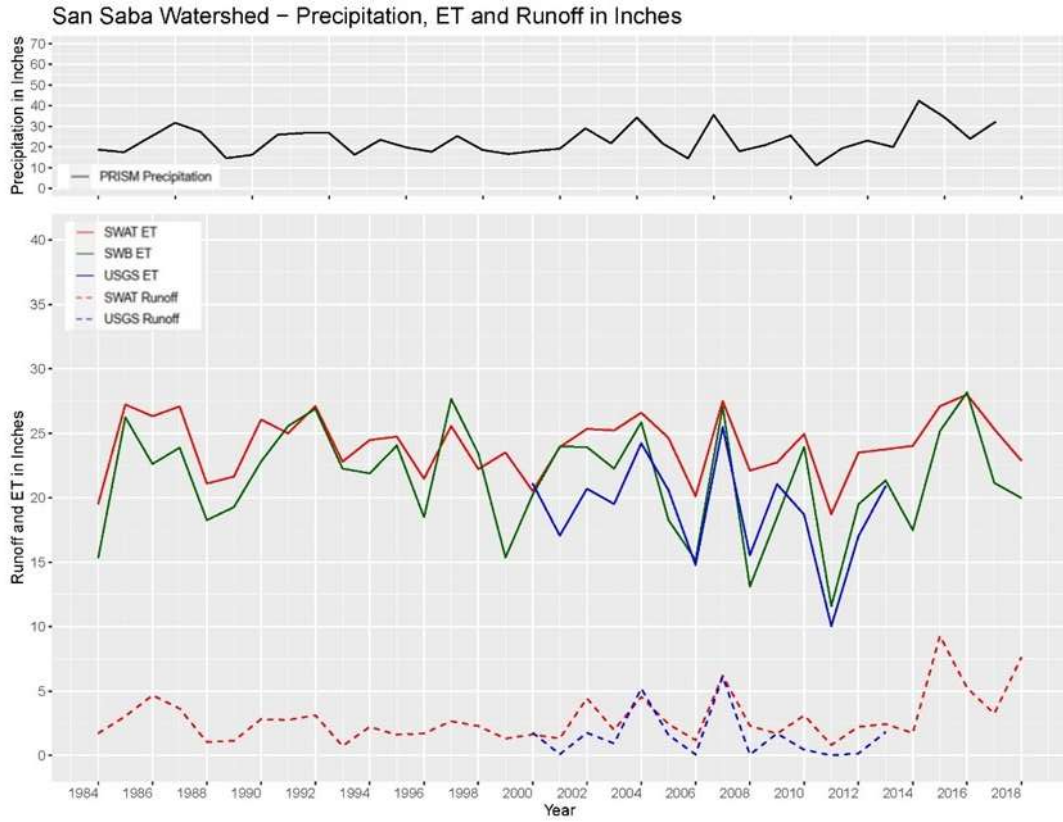 San Saba Watershed − Precipitation, ET and Runoff in Inches
Precipitation in Inches
70
60
50
40
30
20
10
0
PRISM Precipitation
Runoff and ET in Inches
40
35
30
25
20
15
10
5
0
SWAT ET
SWB ET
USGS ET
SWAT Runoff
USGS Runoff
1984 1986 1988 1990 1992 1994 1996 1998 2000 2002 2004 2006 2008 2010 2012 2014 2016 2018
Year